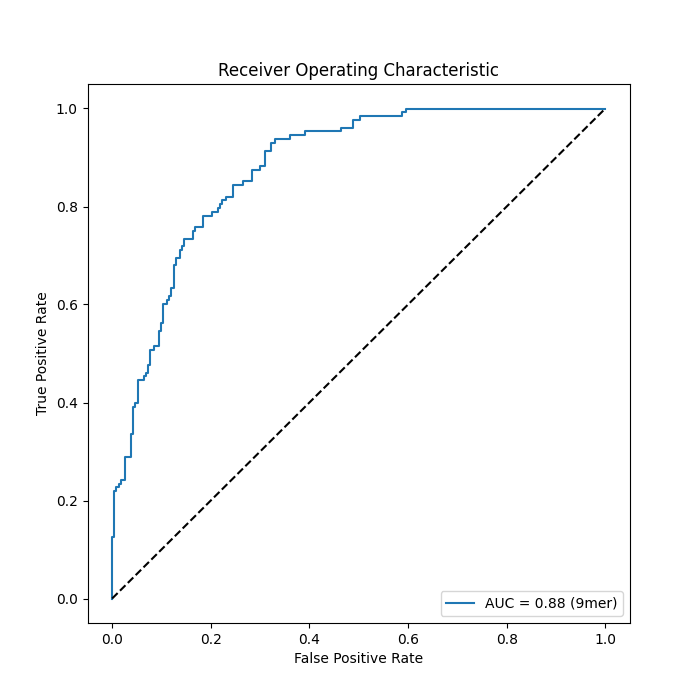 Receiver Operating Characteristic
True Positive Rate
1.0
0.8
0.6
0.4
0.2
0.0
AUC = 0.88 (9mer)
0.0 0.2 0.4 0.6 0.8 1.0
False Positive Rate